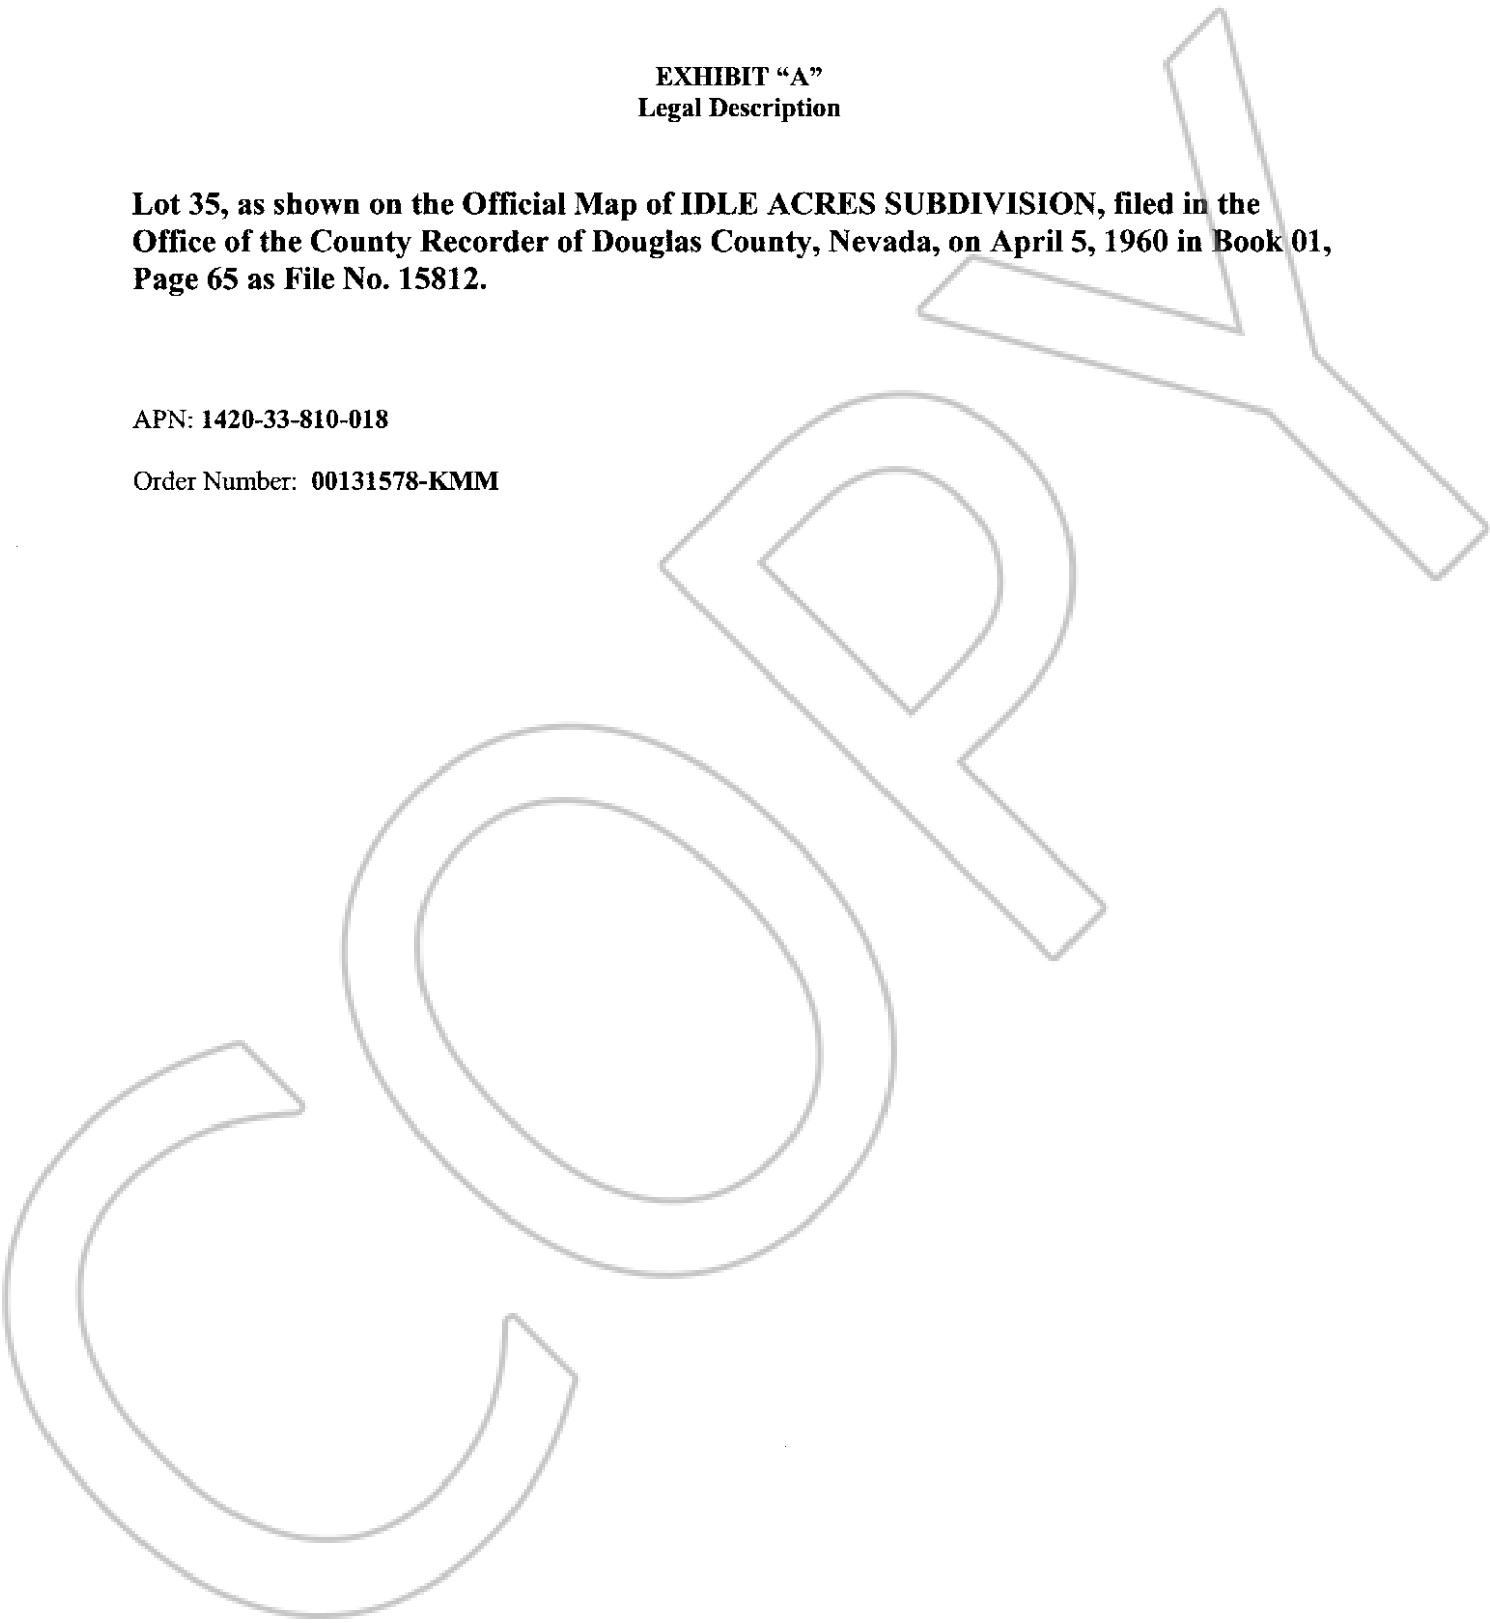 EXHIBIT “A”
Legal Description
Lot 35, as shown on the Official Map of IDLE ACRES SUBDIVISION, filed in the
Office of the County Recorder of Douglas County, Nevada, on April 5, 1960 in Book 01,
Page 65 as File No. 15812.
APN: 1420-33-810-018
Order Number: 00131578-KMM
COPY